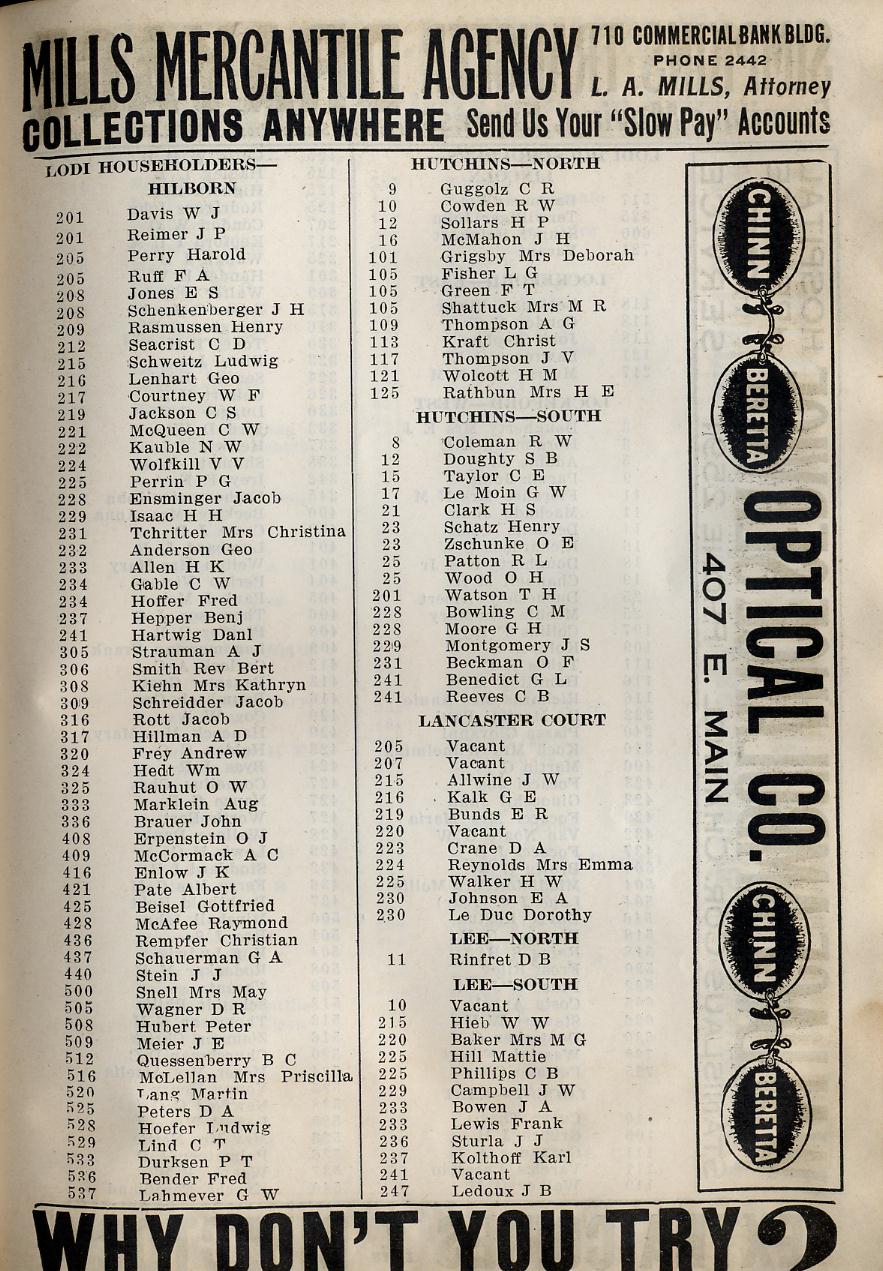 MILLS MERCANTILE AGENCY
710 COMMERCIAL BANK BLDG.
PHONE 2442
L. A. MILLS, Attorney
COLLECTIONS ANYWHERE Send Us Your "Slow Pay" Accounts
LODI HOUSEHOLDERS—
HILBORN
201 Davis W J
201 Reimer J P
205 Perry Harold
205 Ruff F A
208 Jones E S
208 Schenkenberger J H
209 Rasmussen Henry
212 Seacrist C D
215 Schweitz Ludwig
216 Lenhart Geo
217 Courtney W F
219 Jackson C S
221 McQueen C W
222 Kauble N W
224 Wolfkill V V
225 Perrin P G
228 Ensminger Jacob
229 Isaac H H
231 Tchritter Mrs Christina
232 Anderson Geo
233 Allen H K
234 Gable C W
234 Hoffer Fred
237 Hepper Benj
241 Hartwig Danl
305 Strauman A J
306 Smith Rev Bert
308 Kiehn Mrs Kathryn
309 Schreidder Jacob
316 Rott Jacob
317 Hillman A D
320 Frey Andrew
324 Hedt Wm
325 Rauhut O W
333 Marklein Aug
336 Brauer John
408 Erpenstein O J
409 McCormack A C
416 Enlow J K
421 Pate Albert
425 Beisel Gottfried
428 McAfee Raymond
436 Rempfer Christian
437 Schauerman G A
440 Stein J J
500 Snell Mrs May
505 Wagner D R
508 Hubert Peter
509 Meier J E
512 Quessenberry B C
516 McLellan Mrs Priscilla
520 Lang Martin
525 Peters D A
528 Hoefer Ludwig
529 Lind C T
533 Durksen P T
536 Bender Fred
537 Lahmeyer G W
HUTCHINS—NORTH
9 Guggolz C R
10 Cowden R W
12 Sollars H P
16 McMahon J H
101 Grigsby Mrs Deborah
105 Fisher L G
105 Green F T
105 Shattuck Mrs M R
109 Thompson A G
113 Kraft Christ
117 Thompson J V
121 Wolcott H M
125 Rathbun Mrs H E
HUTCHINS—SOUTH
8 Coleman R W
12 Doughty S B
15 Taylor C E
17 Le Moin G W
21 Clark H S
23 Schatz Henry
23 Zschunke O E
25 Patton R L
25 Wood O H
201 Watson T H
228 Bowling C M
228 Moore G H
229 Montgomery J S
231 Beckman O F
241 Benedict G L
241 Reeves C B
LANCASTER COURT
205 Vacant
207 Vacant
215 Allwine J W
216 Kalk G E
219 Bunds E R
220 Vacant
223 Crane D A
224 Reynolds Mrs Emma
225 Walker H W
230 Johnson E A
230 Le Duc Dorothy
LEE—NORTH
11 Rinfret D B
LEE—SOUTH
10 Vacant
215 Hieb W W
220 Baker Mrs M G
225 Hill Mattie
225 Phillips C B
229 Campbell J W
233 Bowen J A
233 Lewis Frank
236 Sturla J J
237 Kolthoff Karl
241 Vacant
247 Ledoux J B
CHINN BERETTA
OPTICAL CO.
407 E. MAIN
CHINN BERETTA
WHY DON'T YOU TRY?